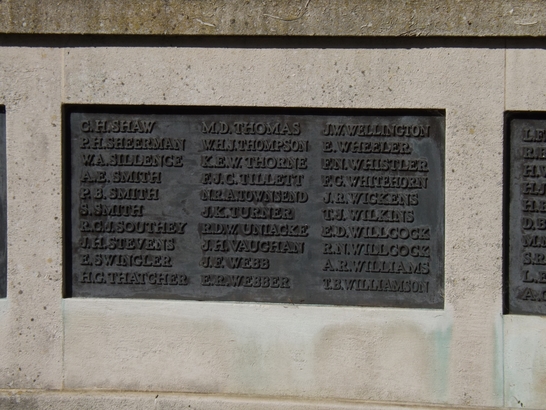 C.H.SHAW
P.H.SHEERMAN
W.A.SILLENCE
A.E. SMITH
P.B. SMITH
S.SMITH
R.G.M.SOUTHEY
J.H.STEVENS
E.SWINGLER
H.G.THATCHER
M.D.THOMAS
W.H.J.THOMPSON
K.E.W.THORNE
F.J.G.TILLETT
N.R.A.TOWNSEND
J.K.TURNER
R.D.W.UNIACKE
J.H.VAUGHAN
J.F.WEBB
E.R.WEBBER
J.W.WELLINGTON
E.WHEELER
F.N.WHISTLER
F.G.WHITEHORN
J.R.WICKENS
T.J.WILKINS
E.D.WILLCOCK
R.N.WILLCOCK
A.R.WILLIAMS
T.B.WILLIAMSON